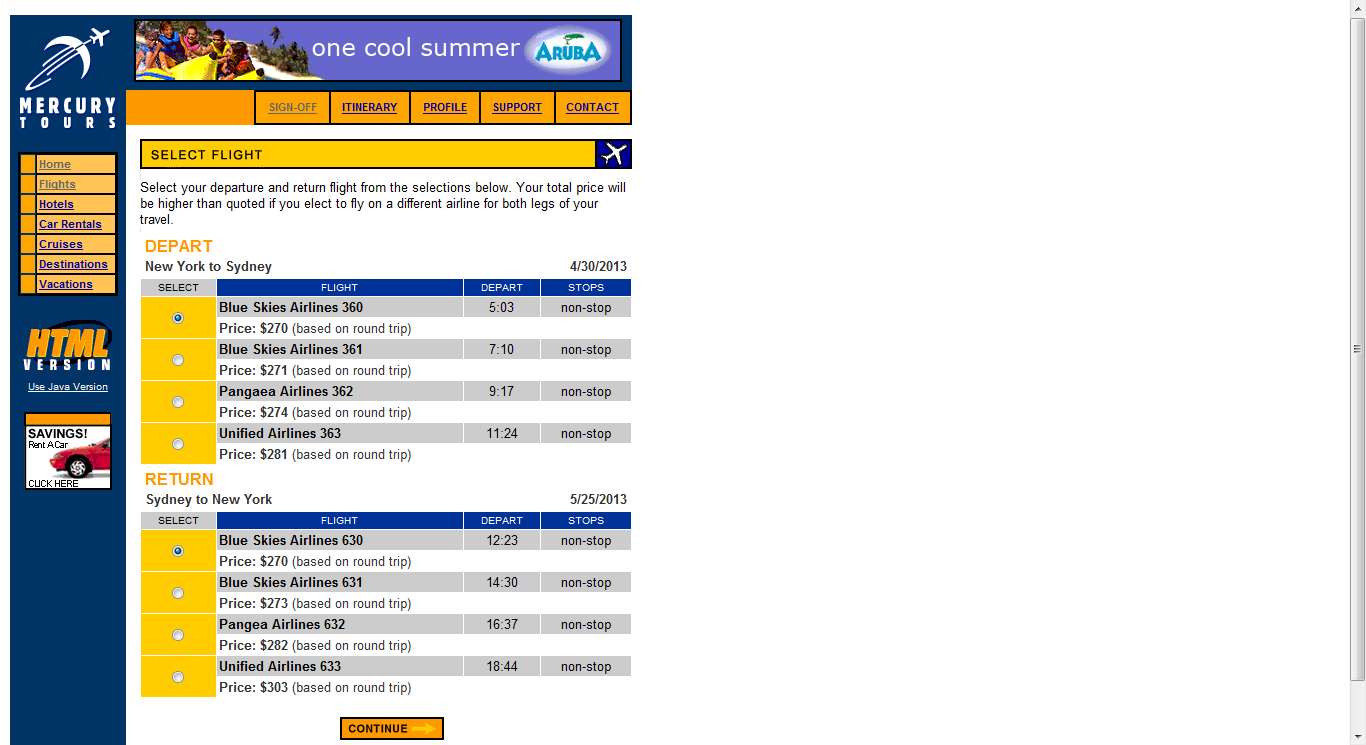 one cool summer ARUBA
MERCURY
TOURS
SIGN-OFF ITINERARY PROFILE SUPPORT CONTACT
Home
Flights
Hotels
Car Rentals
Cruises
Destinations
Vacations
HTML
VERSION
Use Java Version
SAVINGS!
Rent A Car
CLICK HERE
SELECT FLIGHT
Select your departure and return flight from the selections below. Your total price will
be higher than quoted if you elect to fly on a different airline for both legs of your
travel.
DEPART
New York to Sydney 4/30/2013
SELECT FLIGHT DEPART STOPS
Blue Skies Airlines 360 5:03 non-stop
Price: $270 (based on round trip)
Blue Skies Airlines 361 7:10 non-stop
Price: $271 (based on round trip)
Pangaea Airlines 362 9:17 non-stop
Price: $274 (based on round trip)
Unified Airlines 363 11:24 non-stop
Price: $281 (based on round trip)
RETURN
Sydney to New York 5/25/2013
SELECT FLIGHT DEPART STOPS
Blue Skies Airlines 630 12:23 non-stop
Price: $270 (based on round trip)
Blue Skies Airlines 631 14:30 non-stop
Price: $273 (based on round trip)
Pangea Airlines 632 16:37 non-stop
Price: $282 (based on round trip)
Unified Airlines 633 18:44 non-stop
Price: $303 (based on round trip)
CONTINUE